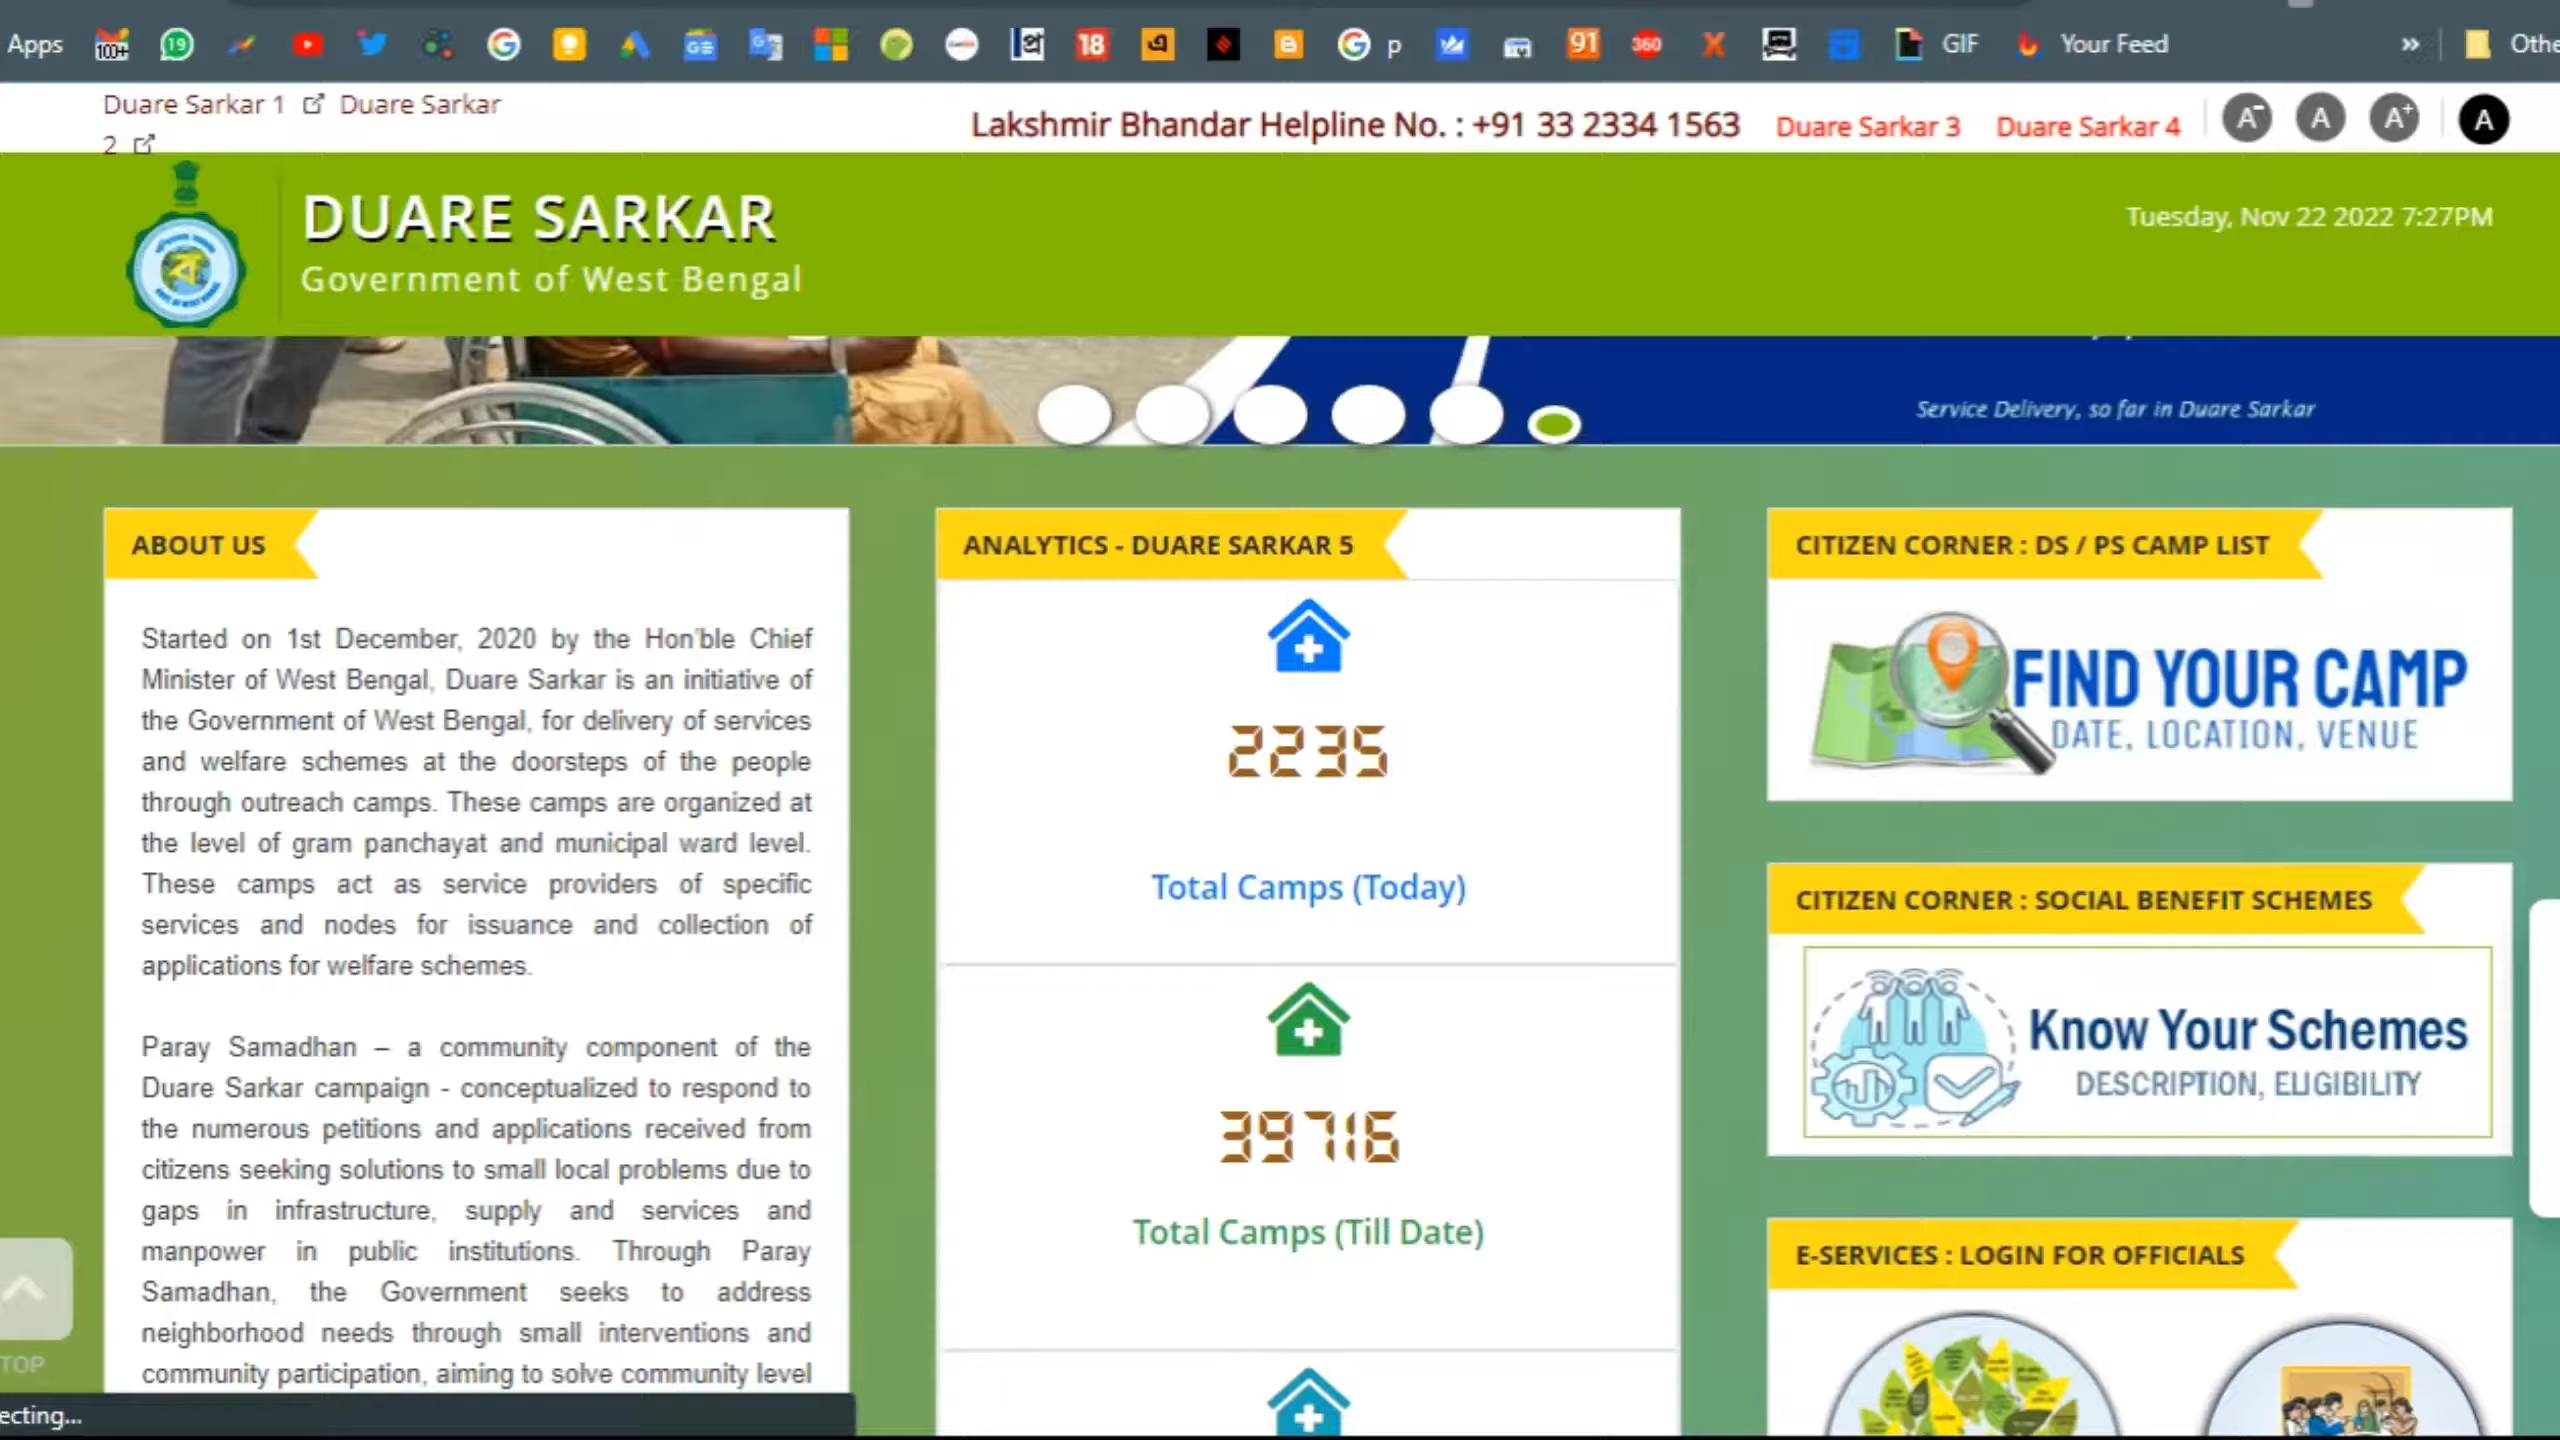 Apps
100+
19
G
GE
18
G p
91
360
X
GIF
Your Feed
»
Othe
Duare Sarkar 1 Duare Sarkar
2
Lakshmir Bhandar Helpline No. : +91 33 2334 1563
Duare Sarkar 3
Duare Sarkar 4
A-
A
A+
A
DUARE SARKAR
Government of West Bengal
Tuesday, Nov 22 2022 7:27PM
Service Delivery, so far in Duare Sarkar
ABOUT US
Started on 1st December, 2020 by the Hon'ble Chief
Minister of West Bengal, Duare Sarkar is an initiative of
the Government of West Bengal, for delivery of services
and welfare schemes at the doorsteps of the people
through outreach camps. These camps are organized at
the level of gram panchayat and municipal ward level.
These camps act as service providers of specific
services and nodes for issuance and collection of
applications for welfare schemes.
Paray Samadhan – a community component of the
Duare Sarkar campaign - conceptualized to respond to
the numerous petitions and applications received from
citizens seeking solutions to small local problems due to
gaps in infrastructure, supply and services and
manpower in public institutions. Through Paray
Samadhan, the Government seeks to address
neighborhood needs through small interventions and
community participation, aiming to solve community level
TOP
ecting...
ANALYTICS - DUARE SARKAR 5
2235
Total Camps (Today)
39716
Total Camps (Till Date)
CITIZEN CORNER : DS / PS CAMP LIST
FIND YOUR CAMP
DATE, LOCATION, VENUE
CITIZEN CORNER : SOCIAL BENEFIT SCHEMES
Know Your Schemes
DESCRIPTION, ELIGIBILITY
E-SERVICES : LOGIN FOR OFFICIALS